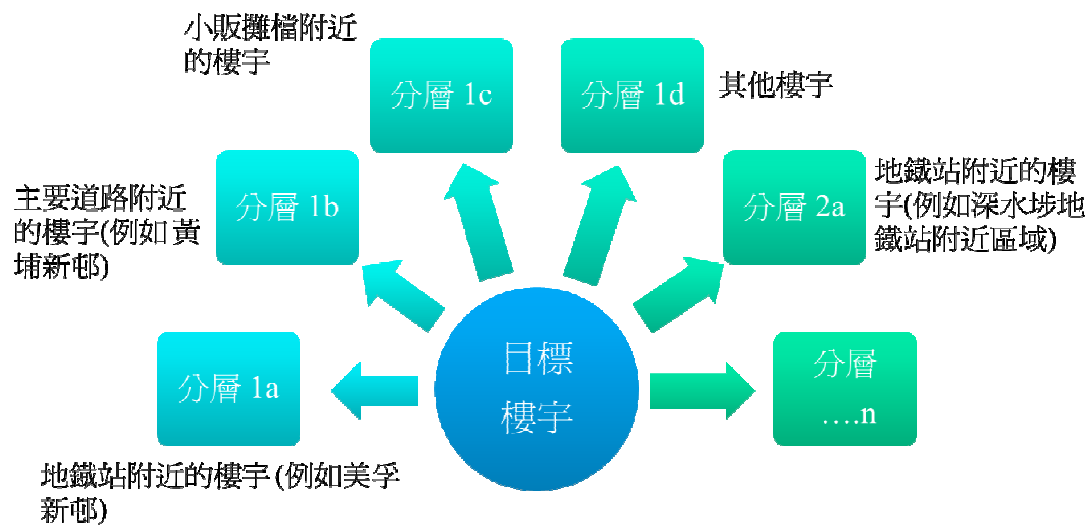 小販攤檔附近
的樓宇
分層 1c
分層 1d
其他樓宇
主要道路附近
的樓宇(例如黃
埔新邨)
分層 1b
分層 2a
地鐵站附近的樓
宇(例如深水埗地
鐵站附近區域)
分層 1a
目標
樓宇
分層
….n
地鐵站附近的樓宇(例如美孚
新邨)